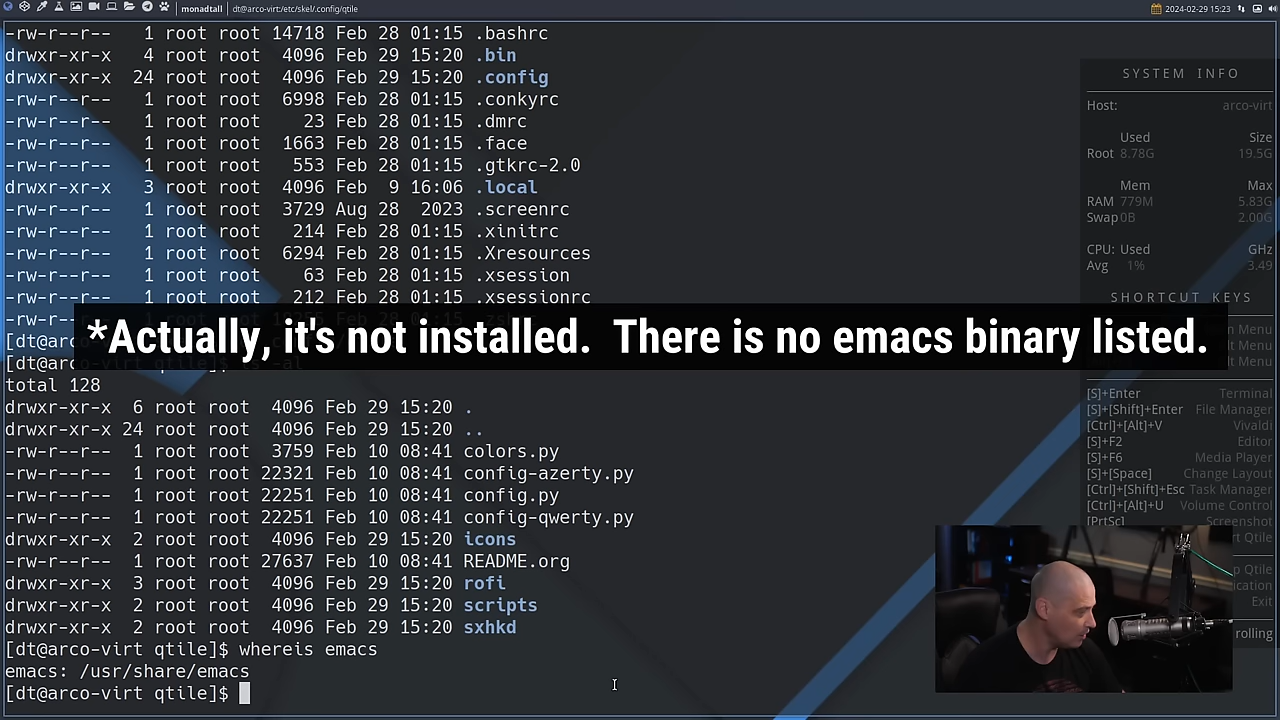 monadtall
dt@arco-virt:/etc/skel/.config/qtile
2024-02-29 15:23
-rw-r--r-- 1 root root 14718 Feb 28 01:15 .bashrc
drwxr-xr-x 4 root root 4096 Feb 29 15:20 .bin
drwxr-xr-x 24 root root 4096 Feb 29 15:20 .config
-rw-r--r-- 1 root root 6998 Feb 28 01:15 .conkyrc
-rw-r--r-- 1 root root 23 Feb 28 01:15 .dmrc
-rw-r--r-- 1 root root 1663 Feb 28 01:15 .face
-rw-r--r-- 1 root root 553 Feb 28 01:15 .gtkrc-2.0
drwxr-xr-x 3 root root 4096 Feb 9 16:06 .local
-rw-r--r-- 1 root root 3729 Aug 28 2023 .screenrc
-rw-r--r-- 1 root root 214 Feb 28 01:15 .xinitrc
-rw-r--r-- 1 root root 6294 Feb 28 01:15 .Xresources
-rw-r--r-- 1 root root 63 Feb 28 01:15 .xsession
-rw-r--r-- 1 root root 212 Feb 28 01:15 .xsessionrc
*Actually, it's not installed. There is no emacs binary listed.
[dt@arco-virt qtile]$ ls -al
total 128
drwxr-xr-x 6 root root 4096 Feb 29 15:20 .
drwxr-xr-x 24 root root 4096 Feb 29 15:20 ..
-rw-r--r-- 1 root root 3759 Feb 10 08:41 colors.py
-rw-r--r-- 1 root root 22321 Feb 10 08:41 config-azerty.py
-rw-r--r-- 1 root root 22251 Feb 10 08:41 config.py
-rw-r--r-- 1 root root 22251 Feb 10 08:41 config-qwerty.py
drwxr-xr-x 2 root root 4096 Feb 29 15:20 icons
-rw-r--r-- 1 root root 27637 Feb 10 08:41 README.org
drwxr-xr-x 3 root root 4096 Feb 29 15:20 rofi
drwxr-xr-x 2 root root 4096 Feb 29 15:20 scripts
drwxr-xr-x 2 root root 4096 Feb 29 15:20 sxhkd
[dt@arco-virt qtile]$ whereis emacs
emacs: /usr/share/emacs
[dt@arco-virt qtile]$
SYSTEM INFO
Host: arco-virt
Used Size
Root 8.78G 19.5G
Mem Max
RAM 779M 5.83G
Swap 0B 2.00G
CPU: Used GHz
Avg 1% 3.49
SHORTCUT KEYS
Menu
Menu
Menu
[S]+Enter Terminal
[S]+[Shift]+Enter File Manager
[Ctrl]+[Alt]+V Vivaldi
[S]+F2 Editor
[S]+F6 Media Player
[S]+[Space] Change Layout
[Ctrl]+[Shift]+Esc Task Manager
[Ctrl]+[Alt]+U Volume Control
[PrtSc] Screenshot
Qtile
Qtile
Exit
rolling